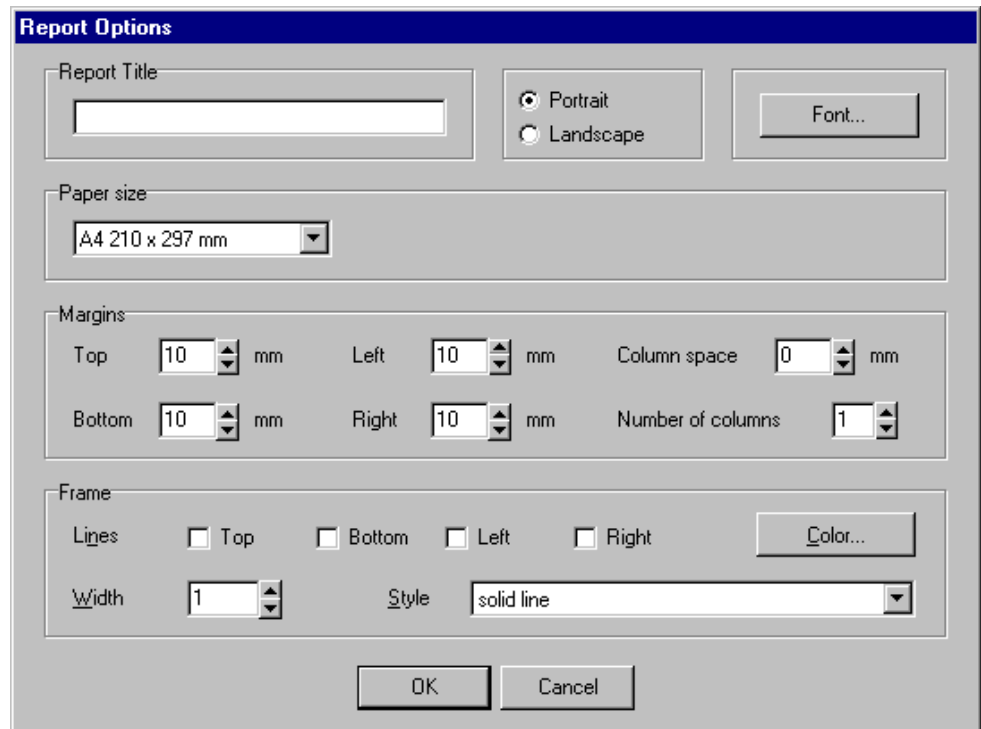 Report Options
Report Title
Portrait
Landscape
Font...
Paper size
A4 210 x 297 mm
Margins
Top 10 mm Left 10 mm Column space 0 mm
Bottom 10 mm Right 10 mm Number of columns 1
Frame
Lines Top Bottom Left Right Color...
Width 1 Style solid line
OK Cancel